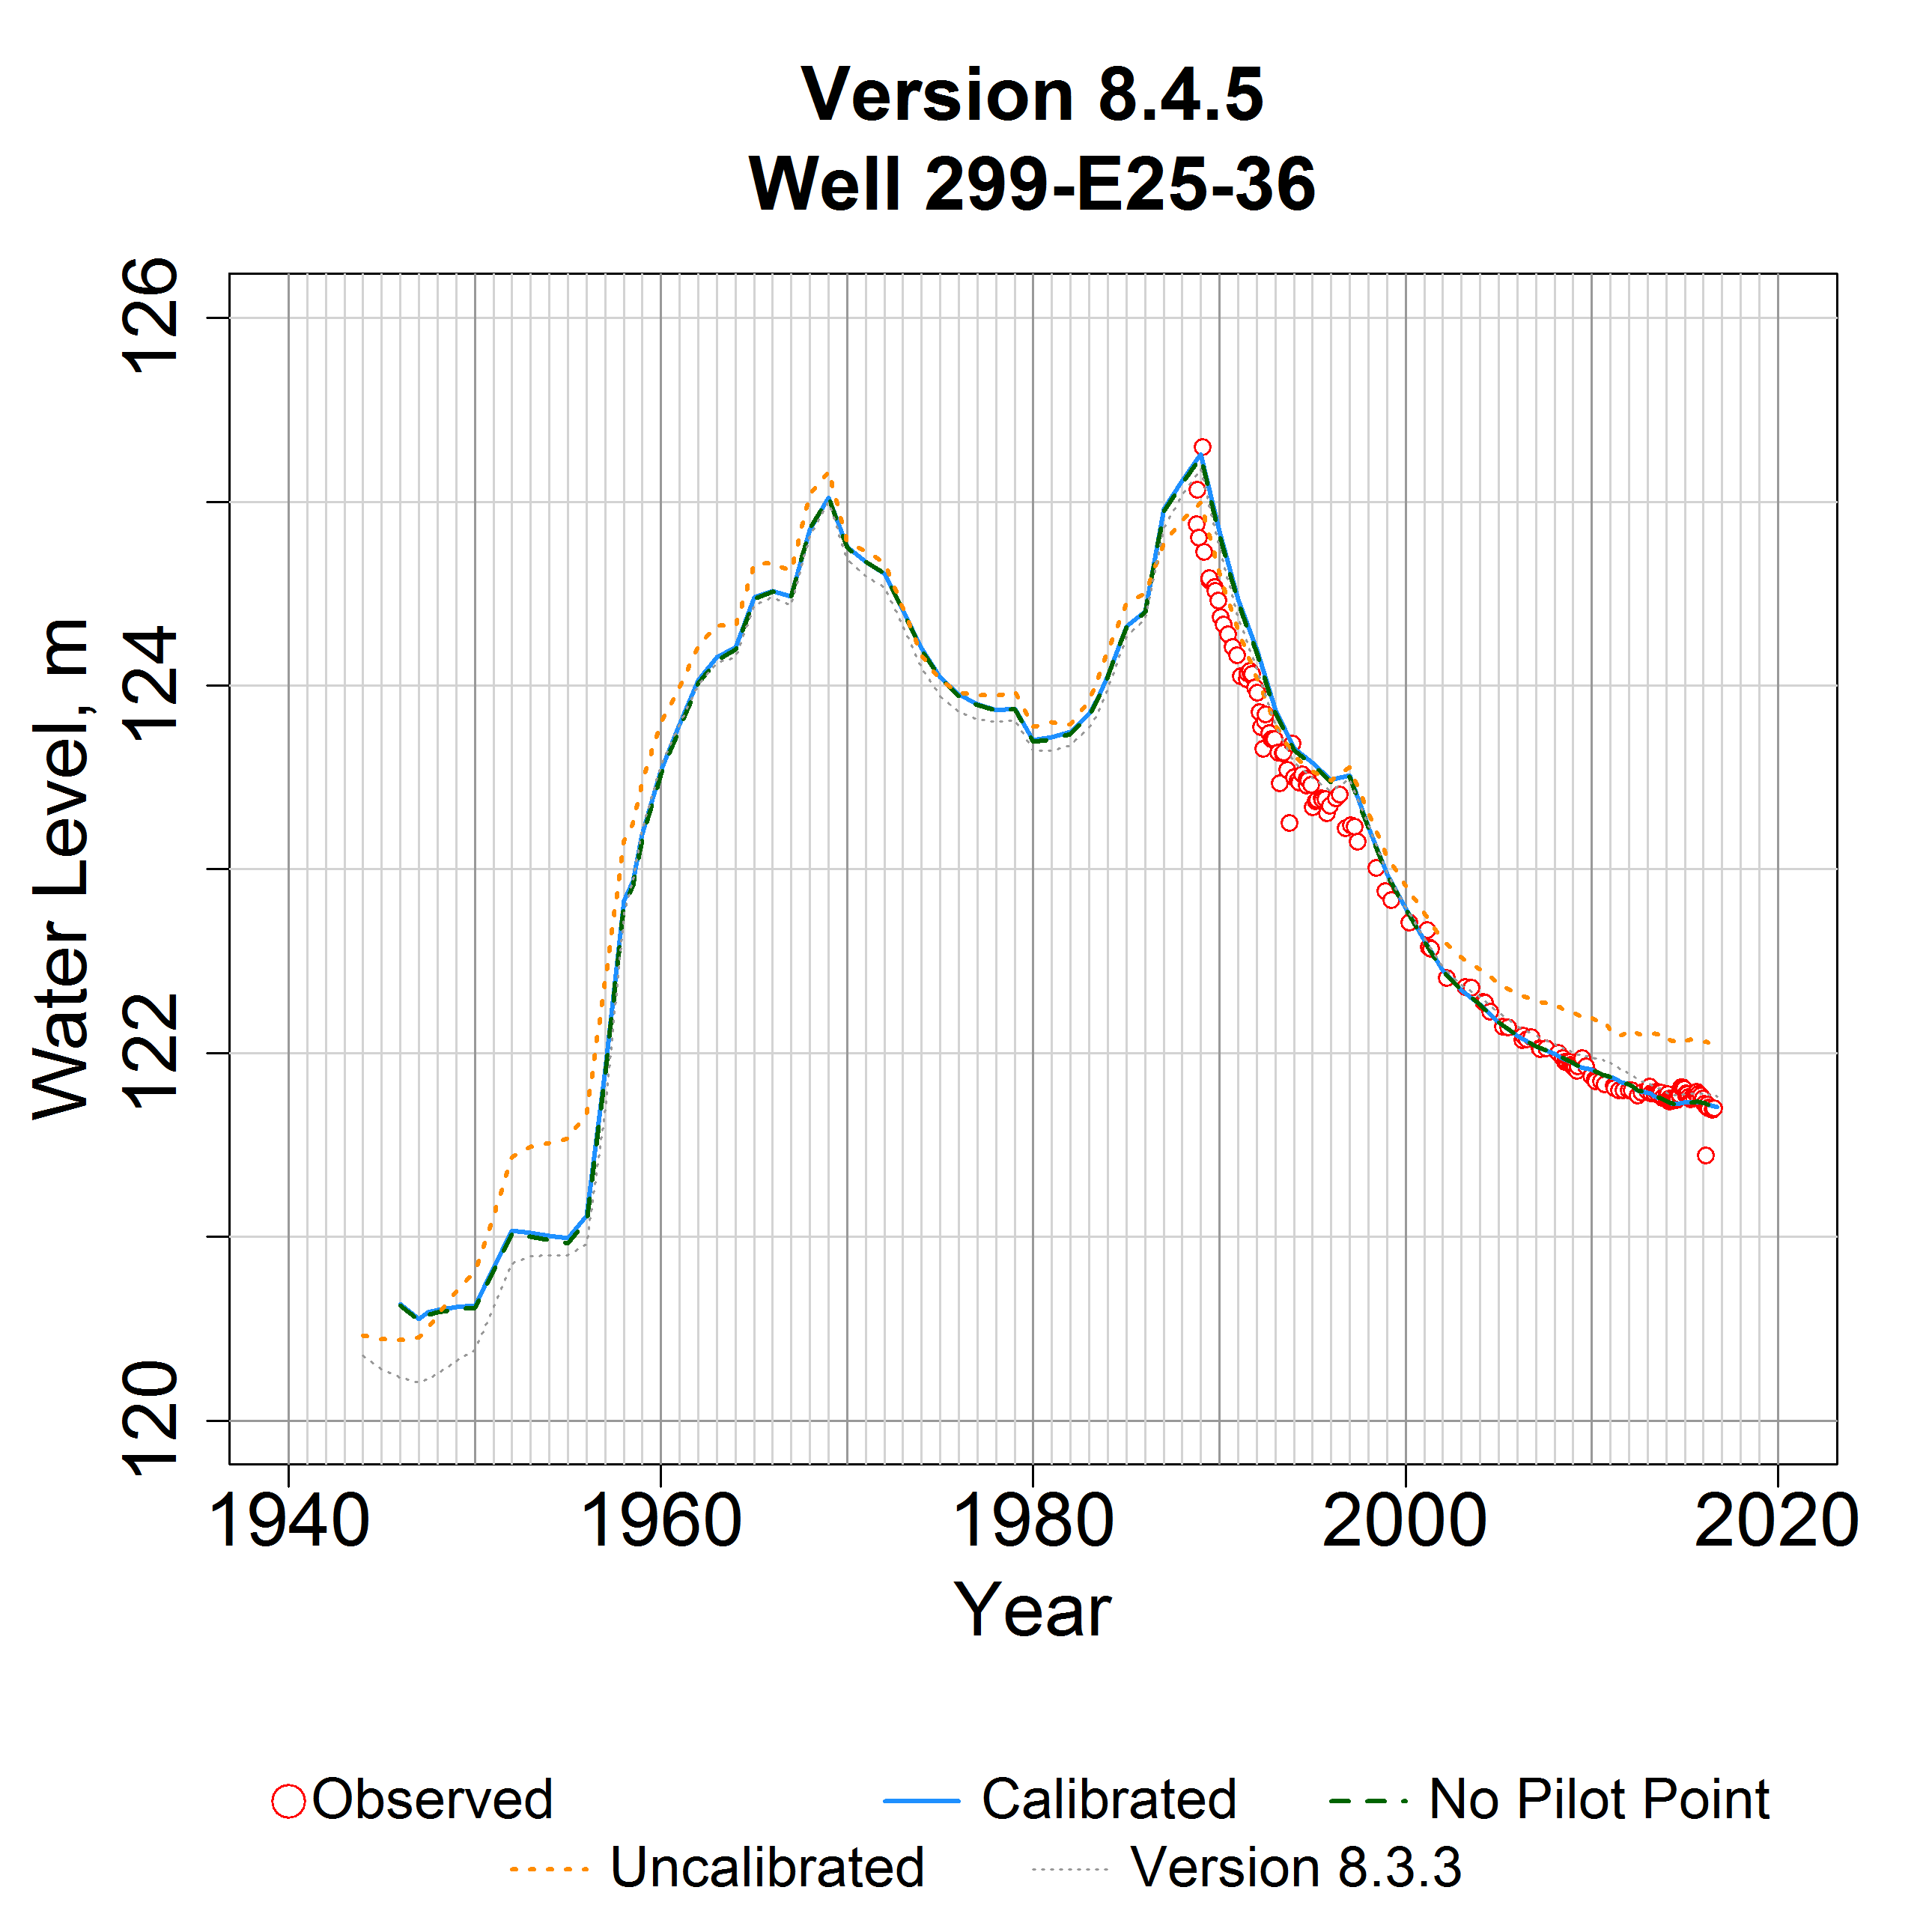 Version 8.4.5
Well 299-E25-36
126
124
122
120
Water Level, m
1940 1960 1980 2000 2020
Year
Observed Calibrated No Pilot Point
Uncalibrated Version 8.3.3